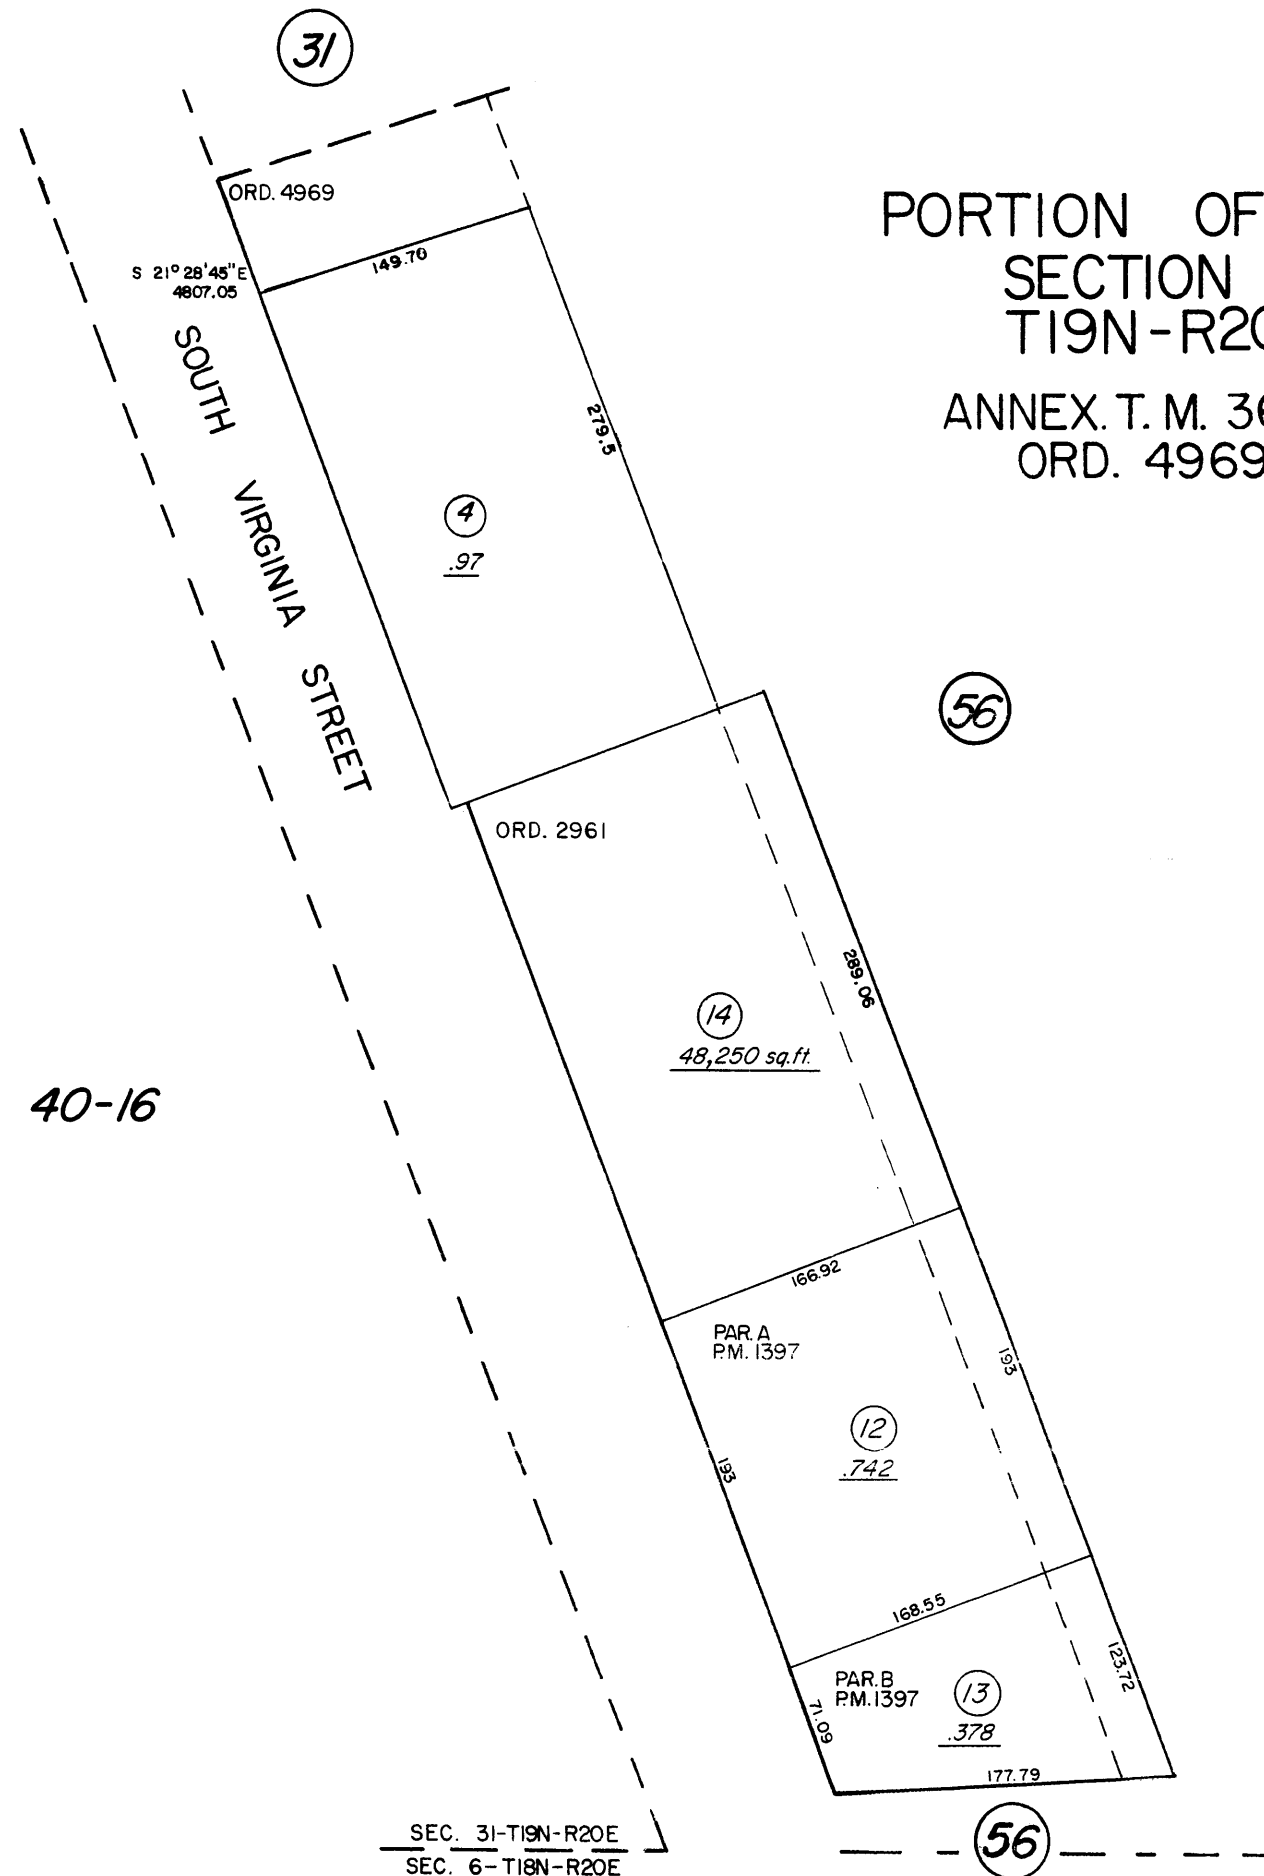 31
ORD. 4969
PORTION OF
SECTION
T19N-R20
ANNEX. T. M. 36
ORD. 4969
149.70
S 21° 28' 45" E
4807.05
SOUTH VIRGINIA STREET
279.5
4
.97
56
ORD. 2961
289.06
14
48,250 sq.ft.
40-16
166.92
PAR. A
P.M. 1397
193
12
.742
193
168.55
PAR. B
P.M. 1397
13
.378
123.72
71.09
177.79
SEC. 31-T19N-R20E
SEC. 6-T18N-R20E
56